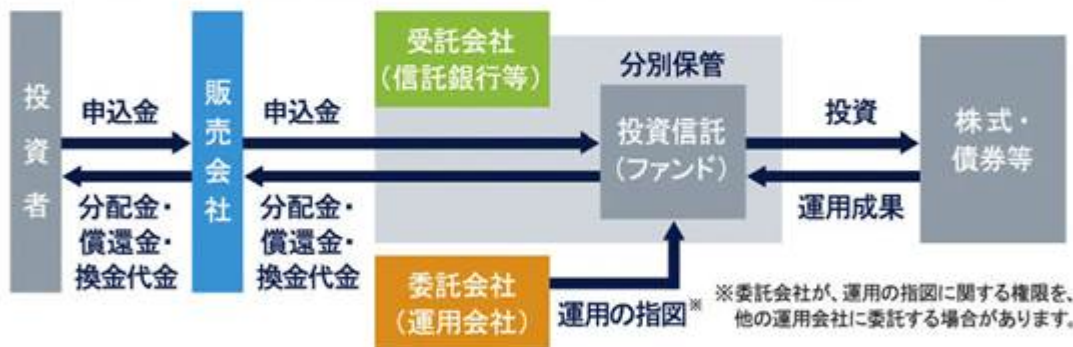 投資者
申込金
分配金・
償還金・
換金代金
販売会社
申込金
分配金・
償還金・
換金代金
受託会社
(信託銀行等)
分別保管
投資信託
(ファンド)
委託会社
(運用会社)
運用の指図※
投資
運用成果
株式・
債券等
※委託会社が、運用の指図に関する権限を、
他の運用会社に委託する場合があります。